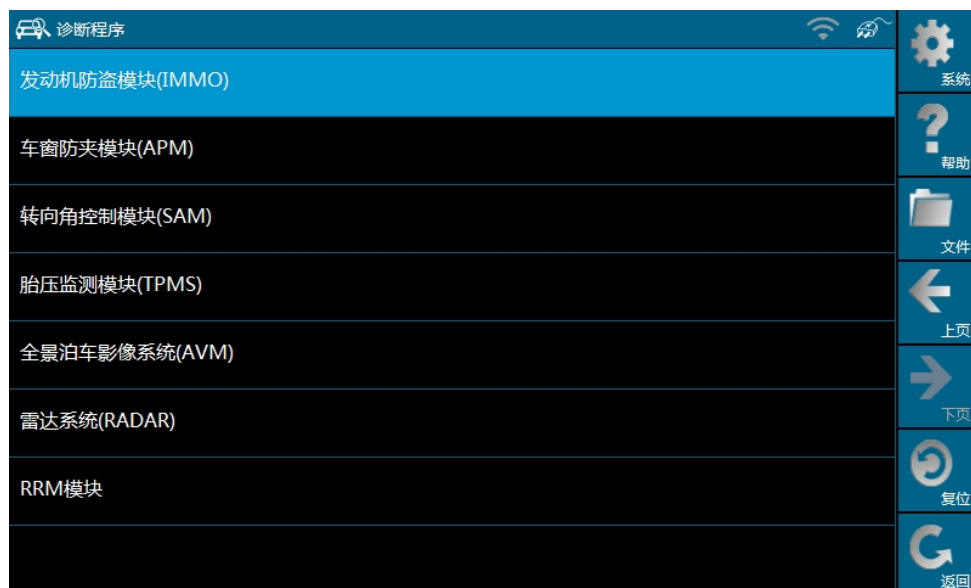 诊断程序
发动机防盗模块(IMMO)
车窗防夹模块(APM)
转向角控制模块(SAM)
胎压监测模块(TPMS)
全景泊车影像系统(AVM)
雷达系统(RADAR)
RRM模块
系统
帮助
文件
上页
下页
复位
返回